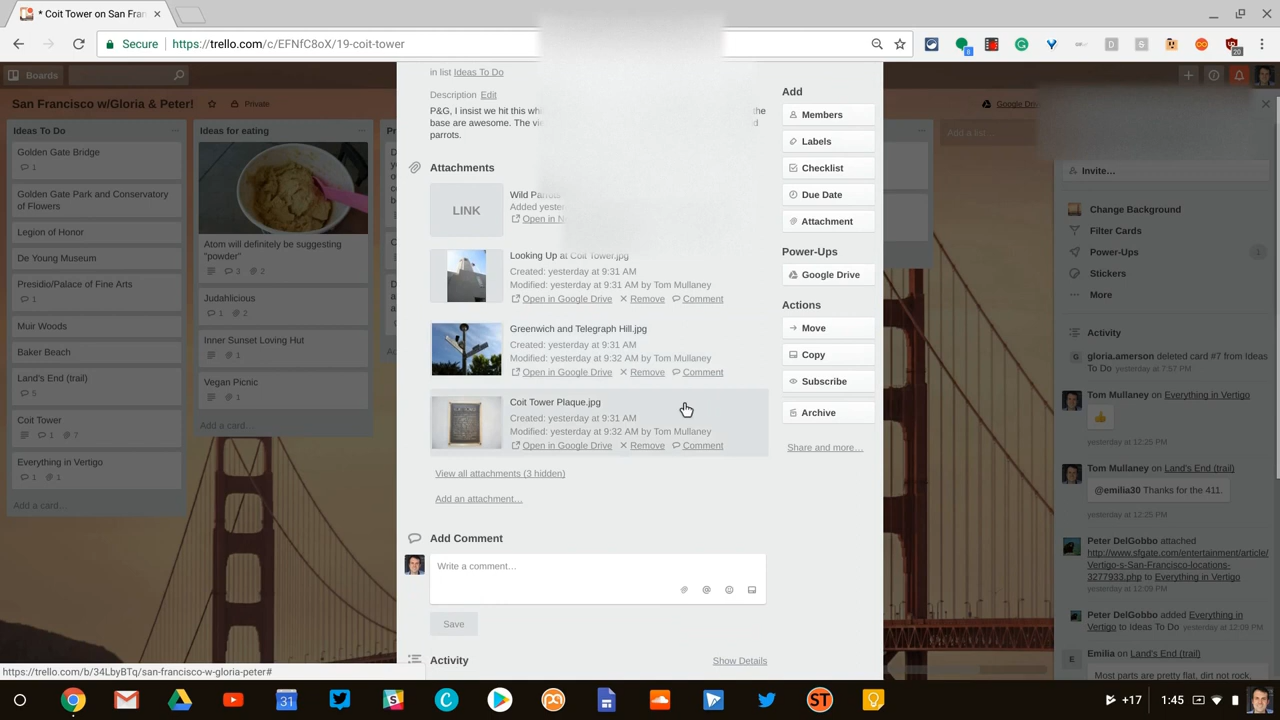 * Coit Tower on San Fran
Secure
https://trello.com/c/EFNfC8oX/19-coit-tower
Boards
San Francisco w/Gloria & Peter!
Private
Google
Ideas To Do
Golden Gate Bridge
1
Golden Gate Park and Conservatory
of Flowers
Legion of Honor
De Young Museum
Presidio/Palace of Fine Arts
1
Muir Woods
Baker Beach
Land's End (trail)
Coit Tower
1 7
Everything in Vertigo
1 1
Add a card…
Ideas for eating
Atom will definitely be suggesting
"powder"
3 2
Judahlicious
1 2
Inner Sunset Loving Hut
1
Vegan Picnic
1
Add a card…
in list Ideas To Do
Description Edit
P&G, I insist we hit this
the
base are awesome. The
parrots.
Attachments
LINK
Wild
Added
Open in
Looking Up at Coit Tower.jpg
Created: yesterday at 9:31 AM
Modified: yesterday at 9:31 AM by Tom Mullaney
Open in Google Drive Remove Comment
Greenwich and Telegraph Hill.jpg
Created: yesterday at 9:31 AM
Modified: yesterday at 9:32 AM by Tom Mullaney
Open in Google Drive Remove Comment
Coit Tower Plaque.jpg
Created: yesterday at 9:31 AM
Modified: yesterday at 9:32 AM by Tom Mullaney
Open in Google Drive Remove Comment
View all attachments (3 hidden)
Add an attachment…
Add Comment
Write a comment…
@
Save
Activity
Show Details
Add
Members
Labels
Checklist
Due Date
Attachment
Power-Ups
Google Drive
Actions
Move
Copy
Subscribe
Archive
Share and more…
Invite…
Change Background
Filter Cards
Power-Ups
1
Stickers
More
Activity
G gloria.amerson deleted card #7 from Ideas
To Do yesterday at 7:57 PM
Tom Mullaney on Everything in Vertigo
yesterday at 12:25 PM
Tom Mullaney on Land's End (trail)
@emilia30 Thanks for the 411.
yesterday at 12:25 PM
Peter DelGobbo attached
http://www.sfgate.com/entertainment/article/
Vertigo-s-San-Francisco-locations-
3277933.php to Everything in Vertigo
yesterday at 12:09 PM
Peter DelGobbo added Everything in
Vertigo to Ideas To Do yesterday at 12:09 PM
E Emilia on Land's End (trail)
Most parts are pretty flat, dirt not rock,
https://trello.com/b/34LbyBTq/san-francisco-w-gloria-peter#
31
ST
+17
1:45